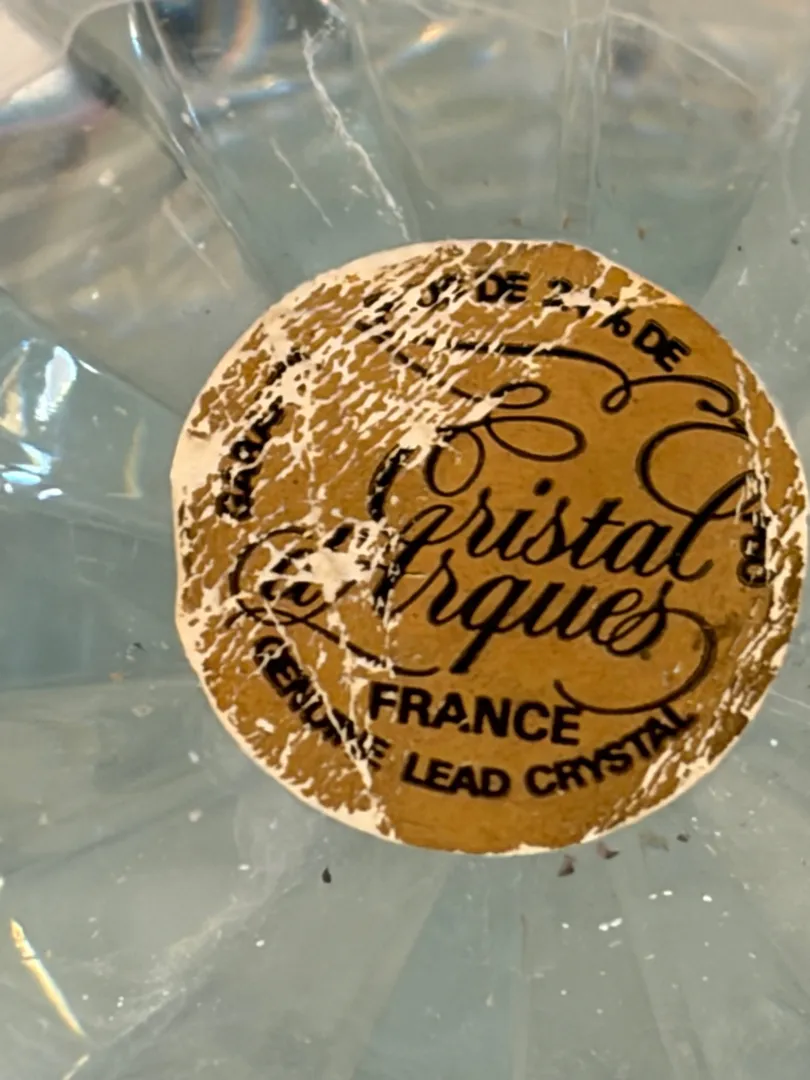 DE 24% DE
Cristal
d'Arques
FRANCE
GENUINE LEAD CRYSTAL